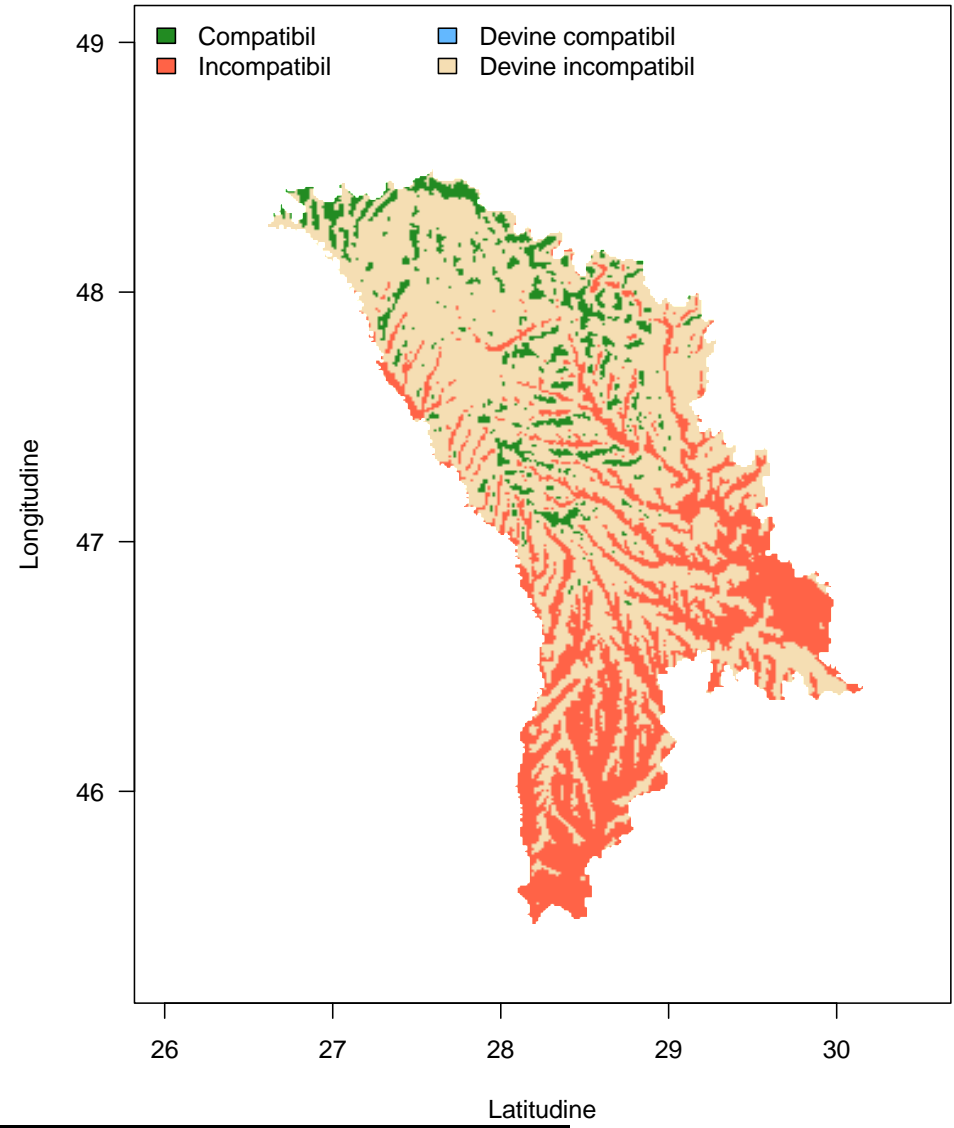 Compatibil Devine compatibil
Incompatibil Devine incompatibil
49
48
47
46
Longitudine
26 27 28 29 30
Latitudine